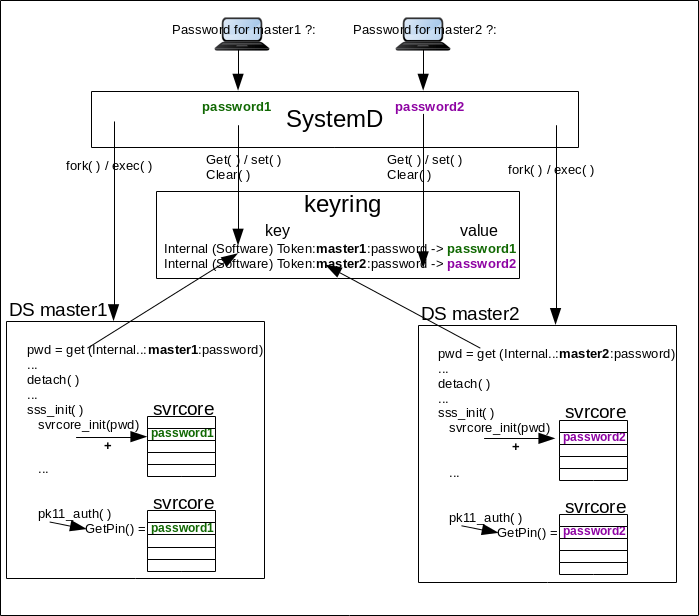 Password for master1 ?: Password for master2 ?:
password1 password2
SystemD
fork( ) / exec( )
Get( ) / set( )
Clear( )
Get( ) / set( )
Clear( )
fork( ) / exec( )
keyring
key value
Internal (Software) Token:master1:password -> password1
Internal (Software) Token:master2:password -> password2
DS master1
pwd = get (Internal..:master1:password)
...
detach( )
...
sss_init( )
svrcore_init(pwd)
+
svrcore
password1
...
pk11_auth( )
GetPin() =
svrcore
password1
DS master2
pwd = get (Internal..:master2:password)
...
detach( )
...
sss_init( )
svrcore_init(pwd)
+
svrcore
password2
...
pk11_auth( )
GetPin() =
svrcore
password2